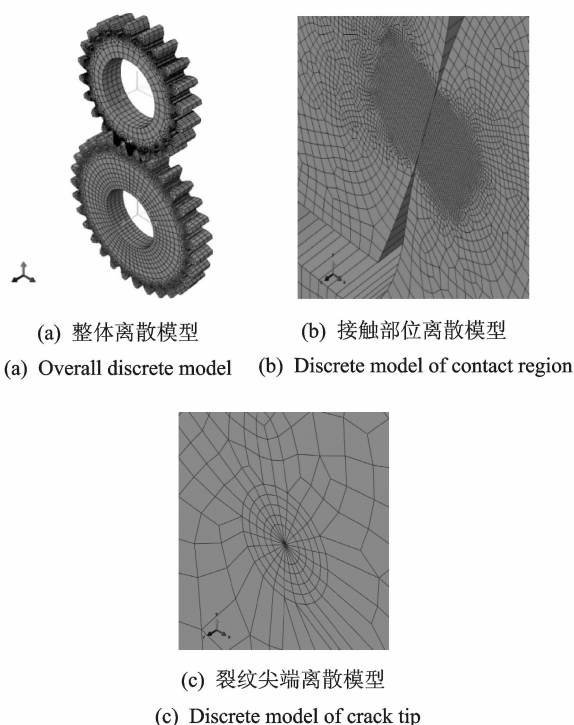 (a) 整体离散模型
(a) Overall discrete model
(b) 接触部位离散模型
(b) Discrete model of contact region
(c) 裂纹尖端离散模型
(c) Discrete model of crack tip